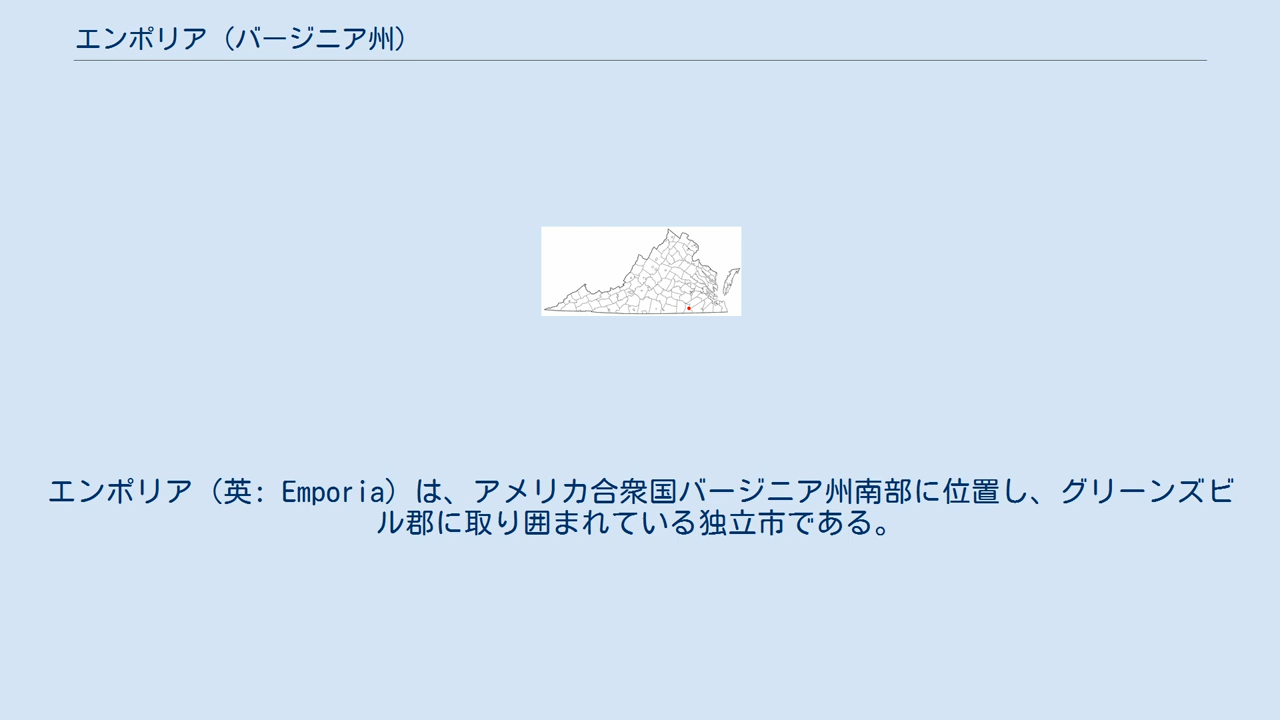 エンポリア（バージニア州）
エンポリア（英: Emporia）は、アメリカ合衆国バージニア州南部に位置し、グリーンズビ
ル郡に取り囲まれている独立市である。